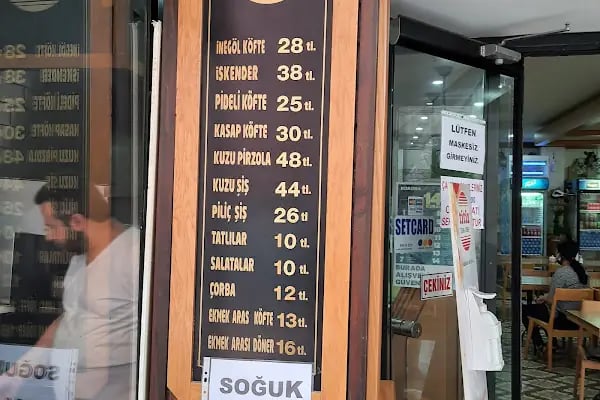 İNEGÖL KÖFTE 28 tl.
İSKENDER 38 tl.
PİDELİ KÖFTE 25 tl.
KASAP KÖFTE 30 tl.
KUZU PİRZOLA 48 tl.
KUZU ŞİŞ 44 tl.
PİLİÇ ŞİŞ 26 tl
TATLILAR 10 tl.
SALATALAR 10 tl.
ÇORBA 12 tl.
EKMEK ARAS KÖFTE 13 tl.
EKMEK ARASI DÖNER 16 tl.
SOĞUK
LÜTFEN
MASKESİZ
GİRMEYİNİZ
SETCARD
BURADA
ÇEKİNİZ